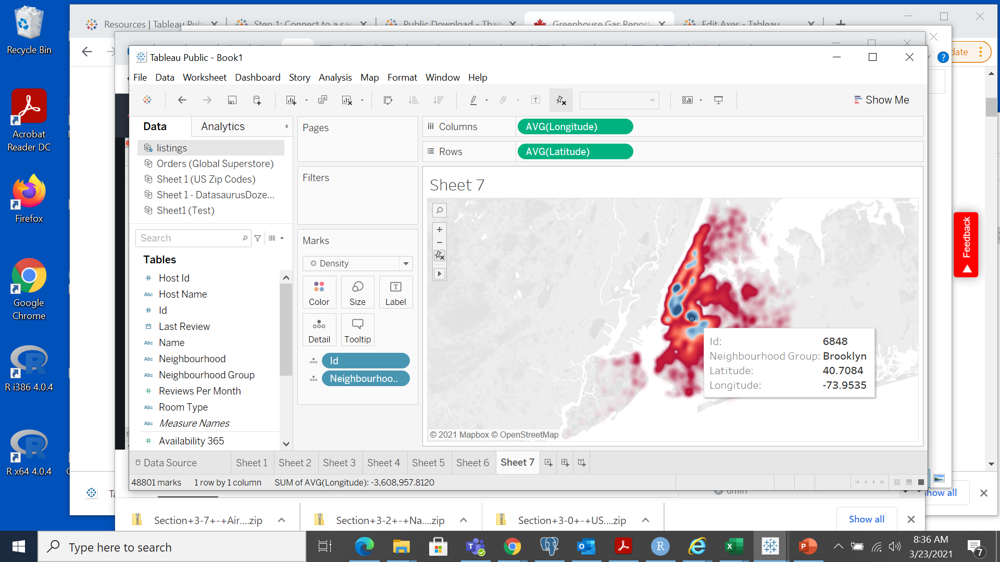 Recycle Bin
Acrobat
Reader DC
Firefox
Google
Chrome
R i386 4.0.4
R x64 4.0.4
Resources | Tableau Pub
Step 1: Connect to a sam
Public Download - Than
Greenhouse Gas Report
Edit Axes - Tableau
date
?
Tableau Public - Book1
File Data Worksheet Dashboard Story Analysis Map Format Window Help
Show Me
Data
Analytics
listings
Orders (Global Superstore)
Sheet 1 (US Zip Codes)
Sheet 1 - DatasaurusDoze...
Sheet1 (Test)
Search
Tables
# Host Id
Abc Host Name
# Id
Last Review
Abc Name
Abc Neighbourhood
Abc Neighbourhood Group
# Reviews Per Month
Abc Room Type
Abc Measure Names
# Availability 365
Pages
Filters
Marks
Density
Color
Size
Label
Detail
Tooltip
Id
Neighbourhoo..
Columns
AVG(Longitude)
Rows
AVG(Latitude)
Sheet 7
Id: 6848
Neighbourhood Group: Brooklyn
Latitude: 40.7084
Longitude: -73.9535
© 2021 Mapbox © OpenStreetMap
Feedback
Data Source
Sheet 1
Sheet 2
Sheet 3
Sheet 4
Sheet 5
Sheet 6
Sheet 7
48801 marks 1 row by 1 column SUM of AVG(Longitude): -3,608,957.8120
6min
Show all
Section+3-7+-+Air....zip
Section+3-2+-+Na....zip
Section+3-0+-+US....zip
Show all
Type here to search
8:36 AM
3/23/2021
7